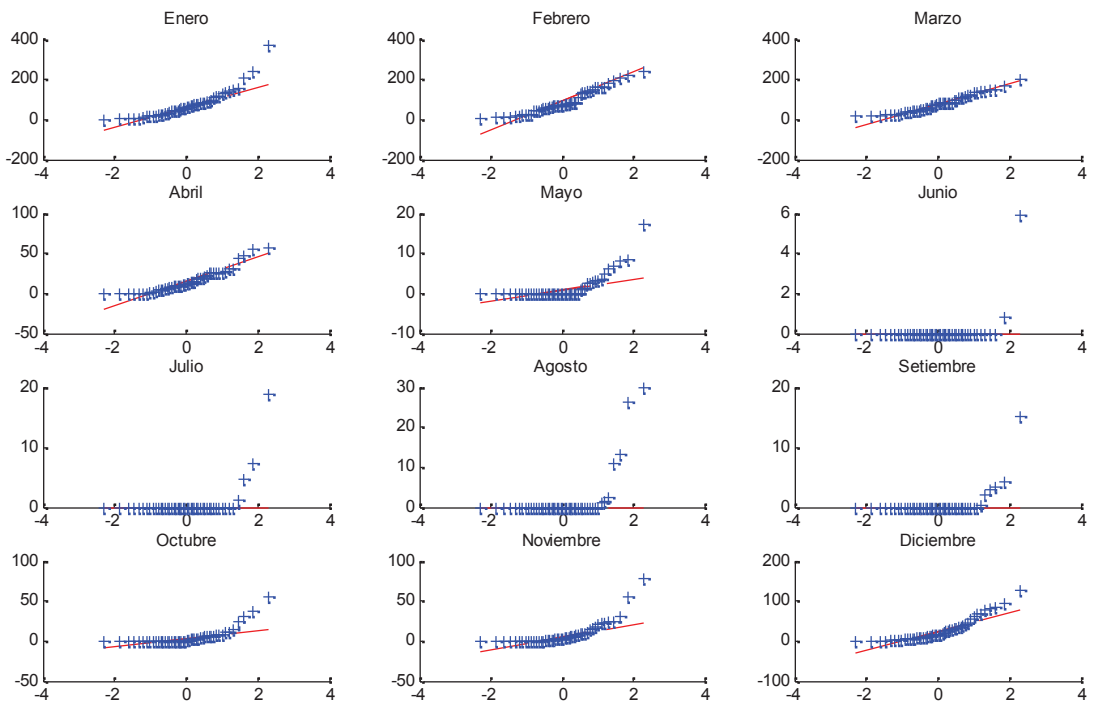 Enero Febrero Marzo
400 400 400
200 200 200
0 0 0
-200 -200 -200
-4 -2 0 2 4 -4 -2 0 2 4 -4 -2 0 2 4
Abril Mayo Junio
100 20 6
50 10 4
0 0 2
-50 -10 0
-4 -2 0 2 4 -4 -2 0 2 4 -4 -2 0 2 4
Julio Agosto Setiembre
20 30 20
10 20 10
0 10 0
0
-4 -2 0 2 4 -4 -2 0 2 4 -4 -2 0 2 4
Octubre Noviembre Diciembre
100 100 200
50 50 100
0 0 0
-50 -50 -100
-4 -2 0 2 4 -4 -2 0 2 4 -4 -2 0 2 4